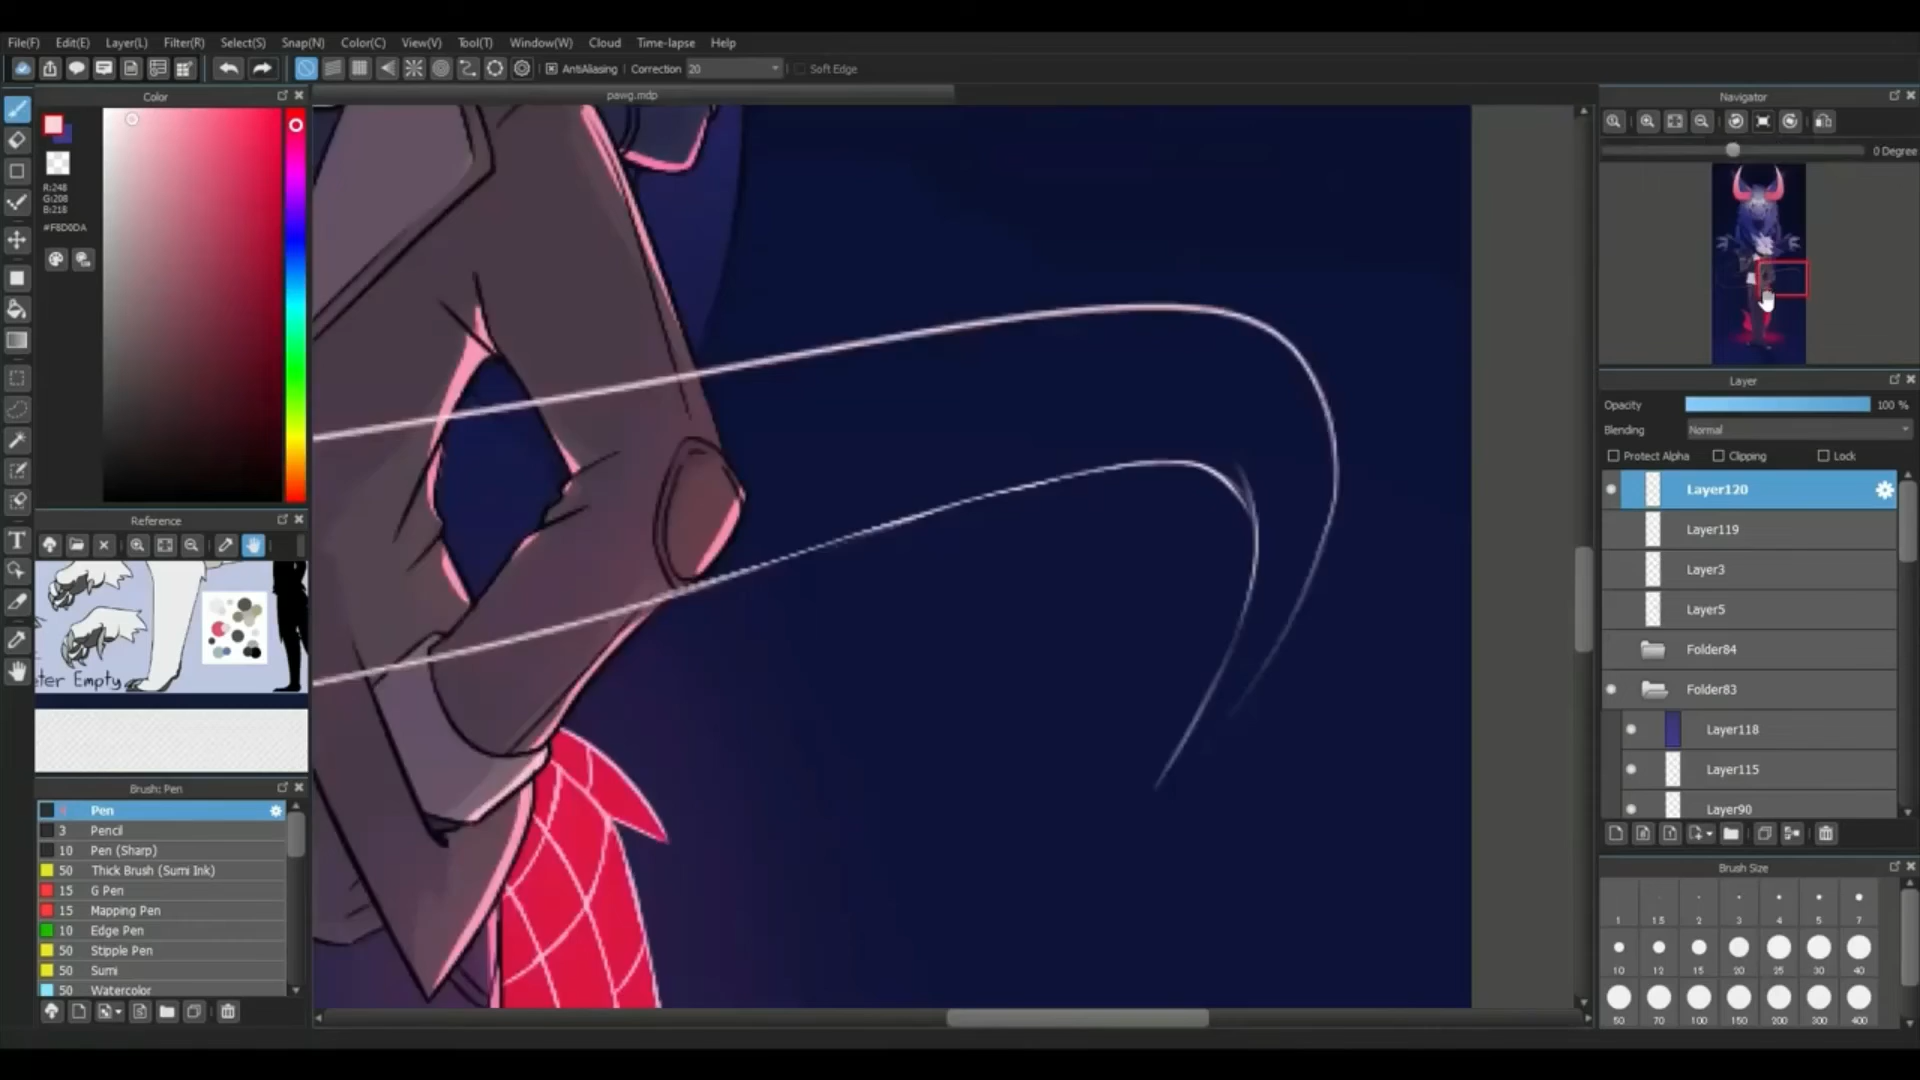 File(F) Edit(E) Layer(L) Filter(R) Select(S) Snap(N) Color(C) View(V) Tool(T) Window(W) Cloud Time-lapse Help
AntiAliasing Correction 20 Soft Edge
Color
pawg.mdp
Navigator
0 Degree
R:248
G:208
B:218
#F8D0DA
Layer
Opacity 100 %
Blending Normal
Protect Alpha Clipping Lock
Layer120
Layer119
Layer3
Layer5
Folder84
Folder83
Layer118
Layer115
Layer90
Reference
ter Empty
Brush: Pen
Pen
3 Pencil
10 Pen (Sharp)
50 Thick Brush (Sumi Ink)
15 G Pen
15 Mapping Pen
10 Edge Pen
50 Stipple Pen
50 Sumi
50 Watercolor
Brush Size
1 1.5 2 3 4 5 7
10 12 15 20 25 30 40
50 70 100 150 200 300 400